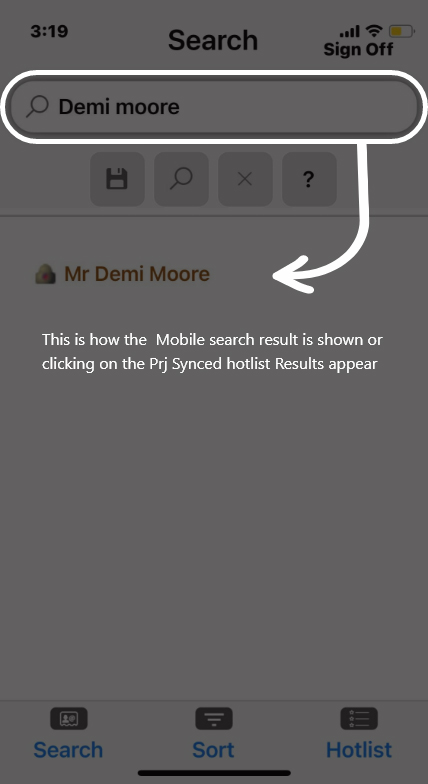 3:19
Search
Sign Off
Demi moore
?
Mr Demi Moore
This is how the  Mobile search result is shown or
clicking on the Prj Synced hotlist Results appear
Search
Sort
Hotlist